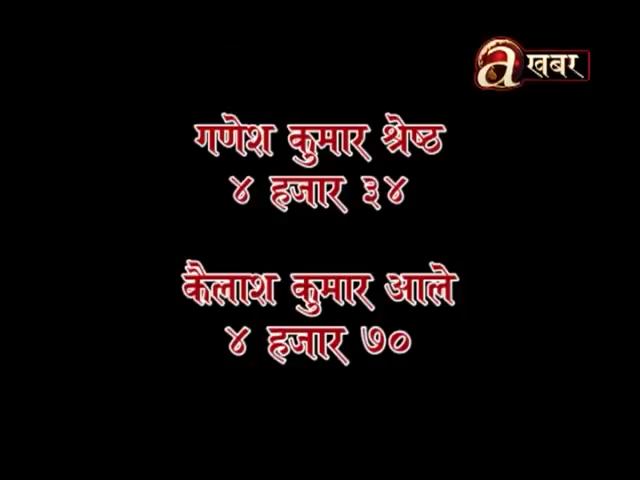 a खबर
गणेश कुमार श्रेष्ठ
४ हजार ३४
कैलाश कुमार आले
४ हजार ७०